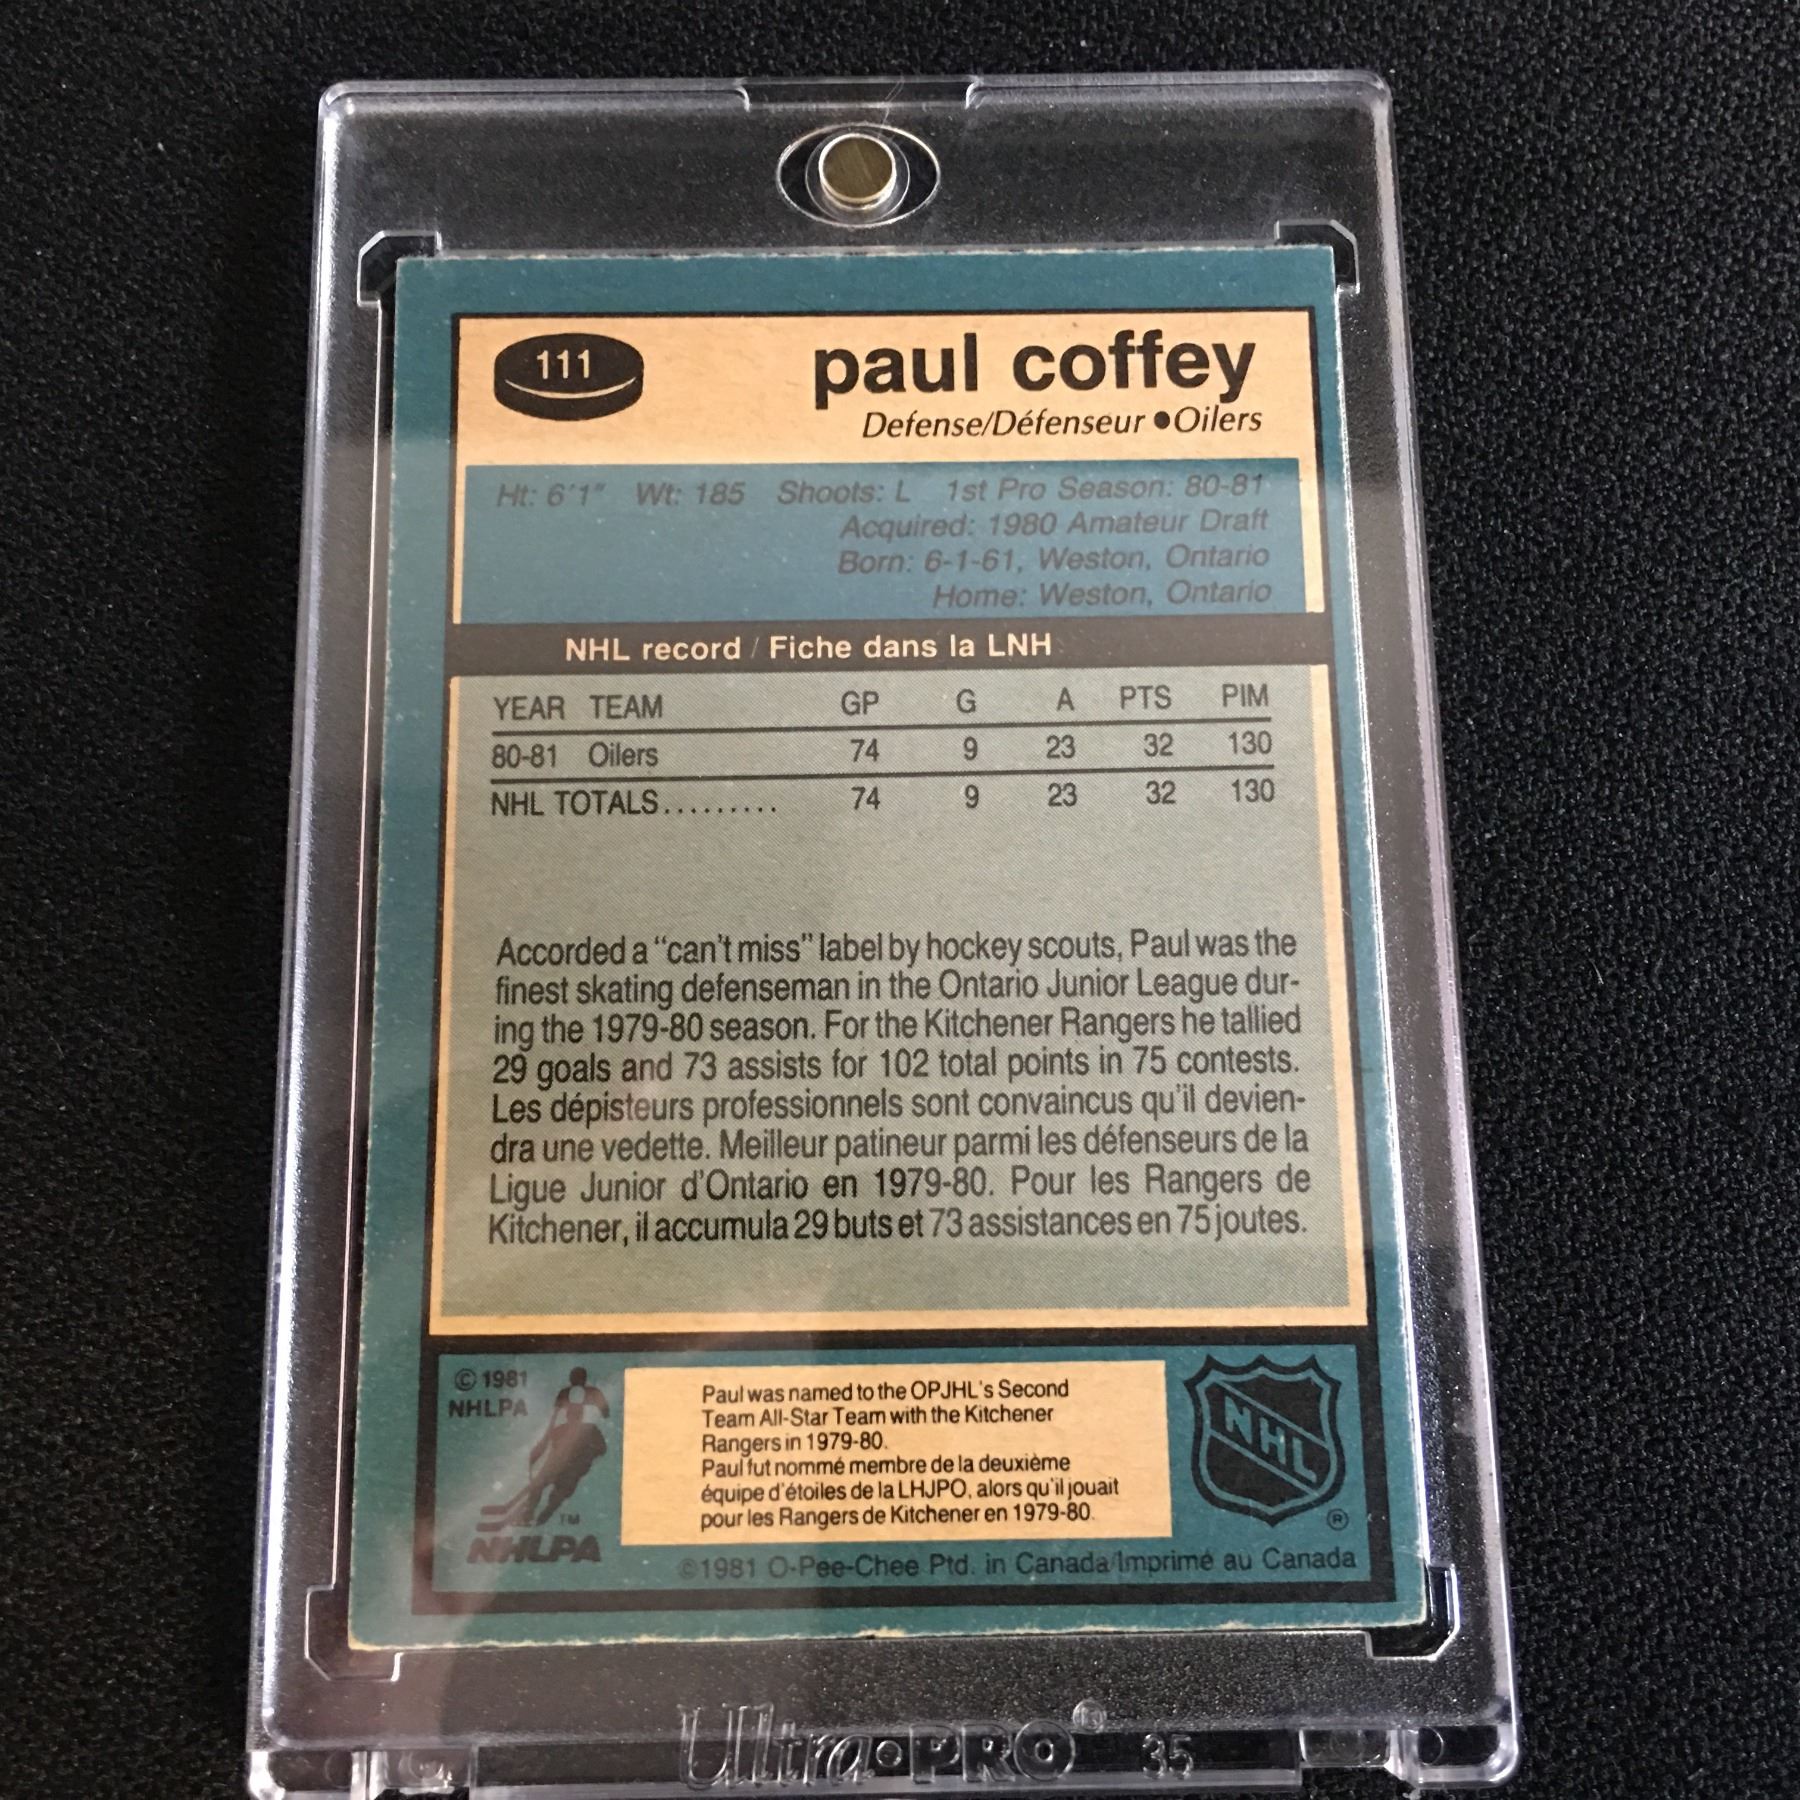 111
paul coffey
Defense/Défenseur ●Oilers
Ht: 6'1" Wt: 185 Shoots: L 1st Pro Season: 80-81
Acquired: 1980 Amateur Draft
Born: 6-1-61, Weston, Ontario
Home: Weston, Ontario
NHL record / Fiche dans la LNH
YEAR TEAM GP G A PTS PIM
80-81 Oilers 74 9 23 32 130
NHL TOTALS......... 74 9 23 32 130
Accorded a "can't miss" label by hockey scouts, Paul was the
finest skating defenseman in the Ontario Junior League dur-
ing the 1979-80 season. For the Kitchener Rangers he tallied
29 goals and 73 assists for 102 total points in 75 contests.
Les dépisteurs professionnels sont convaincus qu'il devien-
dra une vedette. Meilleur patineur parmi les défenseurs de la
Ligue Junior d'Ontario en 1979-80. Pour les Rangers de
Kitchener, il accumula 29 buts et 73 assistances en 75 joutes.
© 1981
NHLPA
TM
NHLPA
Paul was named to the OPJHL's Second
Team All-Star Team with the Kitchener
Rangers in 1979-80.
Paul fut nommé membre de la deuxième
équipe d'étoiles de la LHJPO, alors qu'il jouait
pour les Rangers de Kitchener en 1979-80.
NHL
®
©1981 O-Pee-Chee Ptd. in Canada/Imprimé au Canada
Ultra•PRO® 35